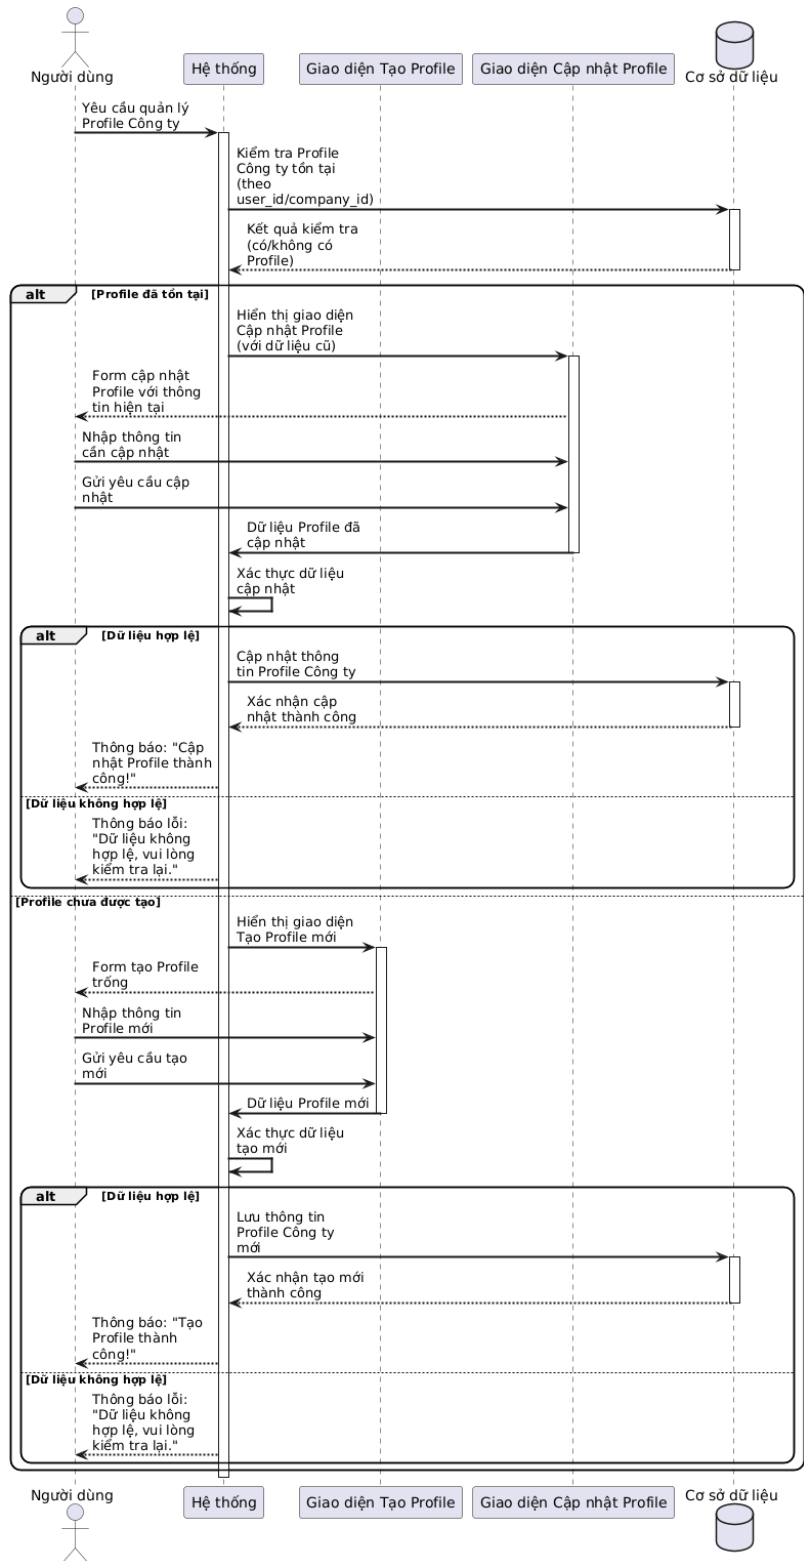 Người dùng
Hệ thống
Giao diện Tạo Profile
Giao diện Cập nhật Profile
Cơ sở dữ liệu
Yêu cầu quản lý
Profile Công ty
Kiểm tra Profile
Công ty tồn tại
(theo
user_id/company_id)
Kết quả kiểm tra
(có/không có
Profile)
alt
[Profile đã tồn tại]
Hiển thị giao diện
Cập nhật Profile
(với dữ liệu cũ)
Form cập nhật
Profile với thông
tin hiện tại
Nhập thông tin
cần cập nhật
Gửi yêu cầu cập
nhật
Dữ liệu Profile đã
cập nhật
Xác thực dữ liệu
cập nhật
alt
[Dữ liệu hợp lệ]
Cập nhật thông
tin Profile Công ty
Xác nhận cập
nhật thành công
Thông báo: "Cập
nhật Profile thành
công!"
[Dữ liệu không hợp lệ]
Thông báo lỗi:
"Dữ liệu không
hợp lệ, vui lòng
kiểm tra lại."
[Profile chưa được tạo]
Hiển thị giao diện
Tạo Profile mới
Form tạo Profile
trống
Nhập thông tin
Profile mới
Gửi yêu cầu tạo
mới
Dữ liệu Profile mới
Xác thực dữ liệu
tạo mới
alt
[Dữ liệu hợp lệ]
Lưu thông tin
Profile Công ty
mới
Xác nhận tạo mới
thành công
Thông báo: "Tạo
Profile thành
công!"
[Dữ liệu không hợp lệ]
Thông báo lỗi:
"Dữ liệu không
hợp lệ, vui lòng
kiểm tra lại."
Người dùng
Hệ thống
Giao diện Tạo Profile
Giao diện Cập nhật Profile
Cơ sở dữ liệu